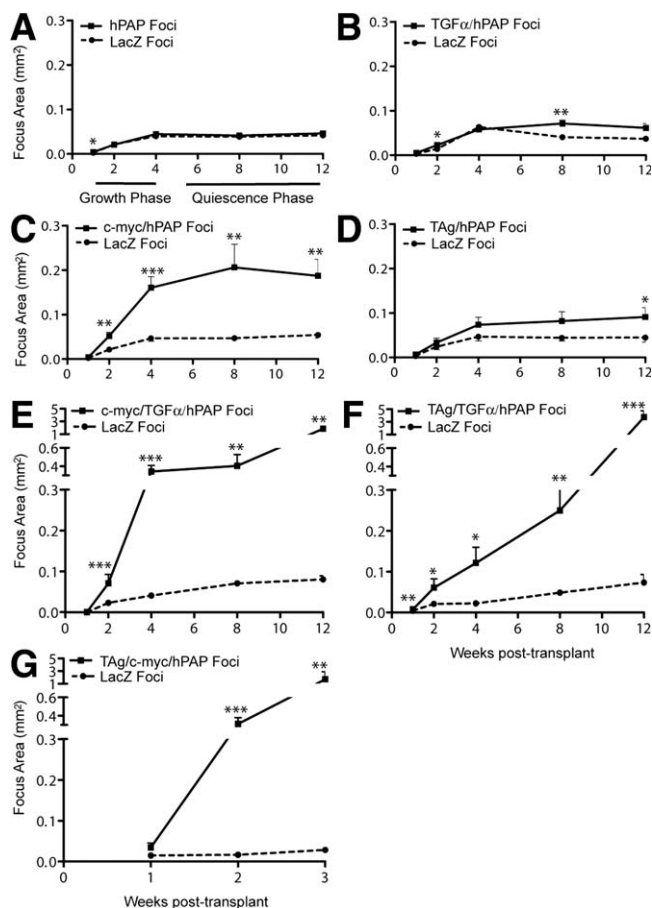 A
hPAP Foci
LacZ Foci
Focus Area (mm²)
0.3
0.2
0.1
0.0
*
0 2 4 6 8 10 12
Growth Phase Quiescence Phase
B
TGFα/hPAP Foci
LacZ Foci
0.3
0.2
0.1
0.0
* **
0 2 4 6 8 10 12
C
c-myc/hPAP Foci
LacZ Foci
Focus Area (mm²)
0.3
0.2
0.1
0.0
** *** ** **
0 2 4 6 8 10 12
D
TAg/hPAP Foci
LacZ Foci
0.3
0.2
0.1
0.0
*
0 2 4 6 8 10 12
E
c-myc/TGFα/hPAP Foci
LacZ Foci
Focus Area (mm²)
5
3
1
0.6
0.4
0.3
0.2
0.1
0.0
*** *** ** **
0 2 4 6 8 10 12
F
TAg/TGFα/hPAP Foci
LacZ Foci
5
3
1
0.6
0.4
0.3
0.2
0.1
0.0
** * * ** ***
0 2 4 6 8 10 12
Weeks post-transplant
G
TAg/c-myc/hPAP Foci
LacZ Foci
Focus Area (mm²)
5
3
1
0.6
0.4
0.3
0.2
0.1
0.0
*** **
0 1 2 3
Weeks post-transplant